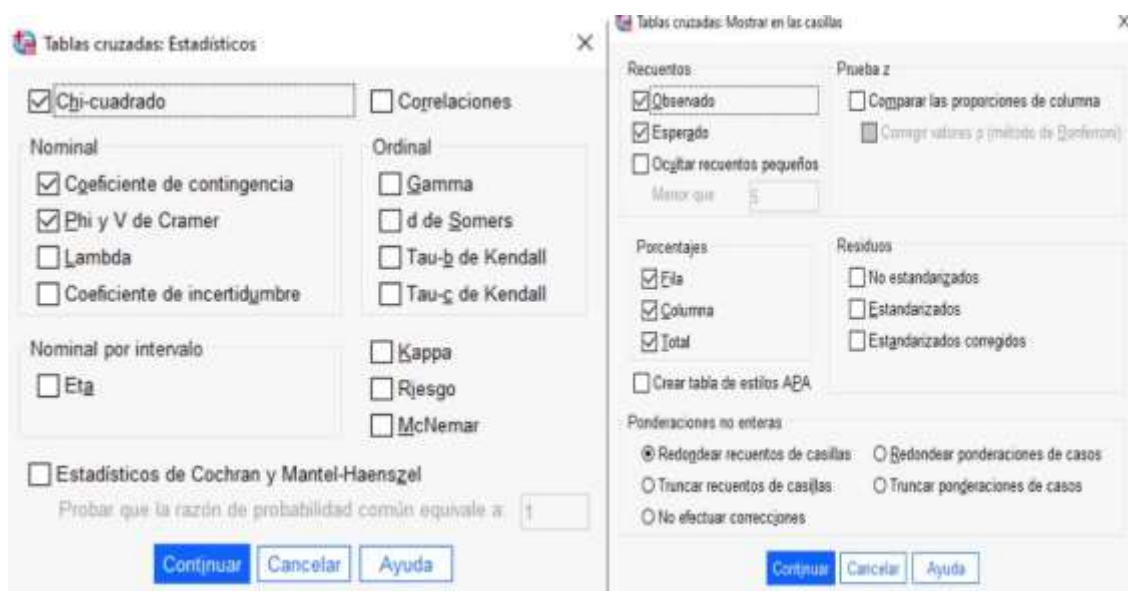 Tablas cruzadas: Estadísticos
Chi-cuadrado
Correlaciones
Nominal
Coeficiente de contingencia
Phi y V de Cramer
Lambda
Coeficiente de incertidumbre
Ordinal
Gamma
d de Somers
Tau-b de Kendall
Tau-c de Kendall
Nominal por intervalo
Eta
Kappa
Riesgo
McNemar
Estadísticos de Cochran y Mantel-Haenszel
Probar que la razón de probabilidad común equivale a: 1
Continuar Cancelar Ayuda
Tablas cruzadas: Mostrar en las casillas
Recuentos
Observado
Esperado
Ocultar recuentos pequeños
Menor que 5
Prueba z
Comparar las proporciones de columna
Corregir valores p (método de Bonferroni)
Porcentajes
Fila
Columna
Total
Residuos
No estandarizados
Estandarizados
Estandarizados corregidos
Crear tabla de estilos APA
Ponderaciones no enteras
Redondear recuentos de casillas
Redondear ponderaciones de casos
Truncar recuentos de casillas
Truncar ponderaciones de casos
No efectuar correcciones
Continuar Cancelar Ayuda